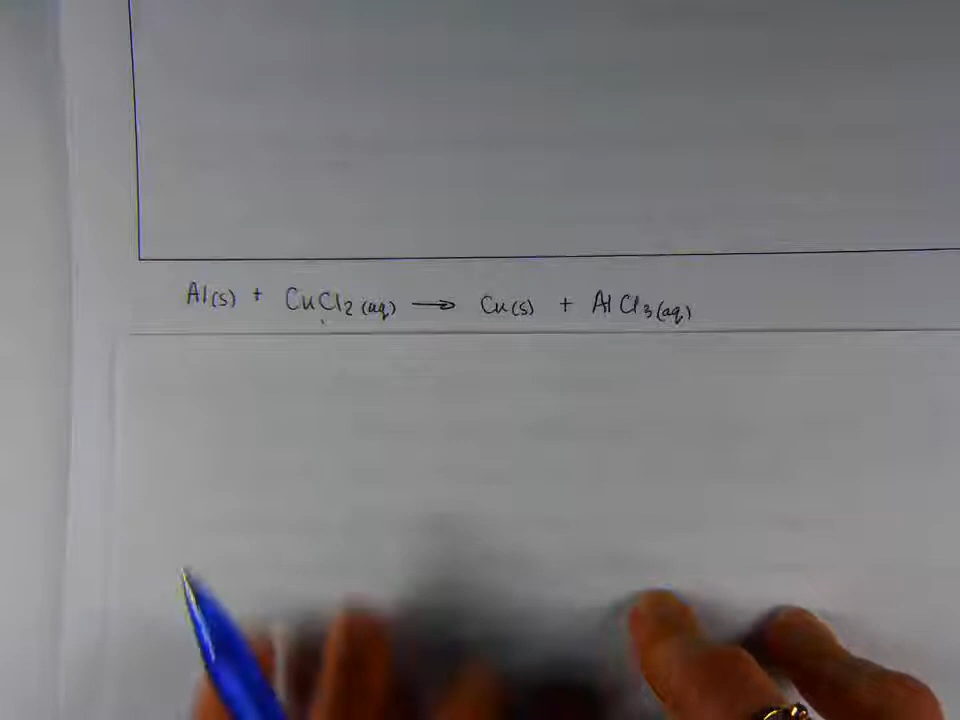 Al(s) + CuCl2(aq) → Cu(s) + AlCl3(aq)